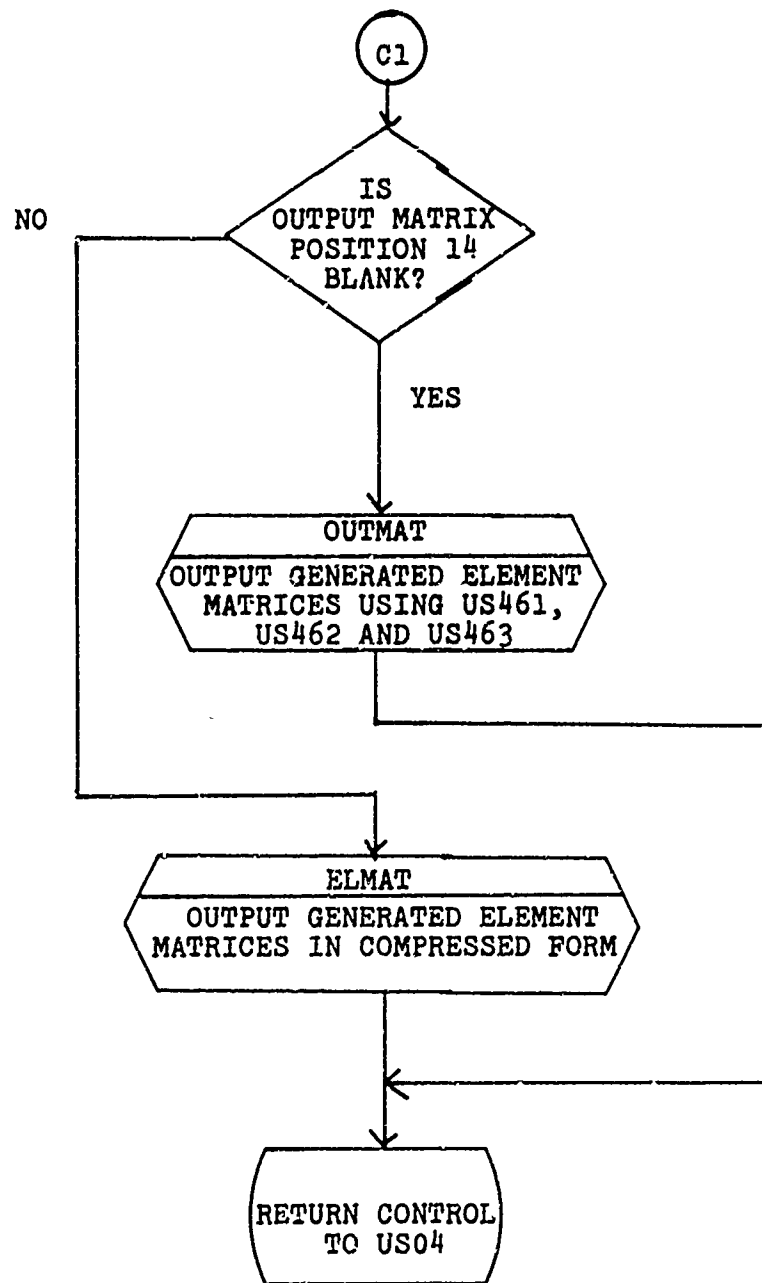 C1
IS
OUTPUT MATRIX
POSITION 14
BLANK?
NO
YES
OUTMAT
OUTPUT GENERATED ELEMENT
MATRICES USING US461,
US462 AND US463
ELMAT
OUTPUT GENERATED ELEMENT
MATRICES IN COMPRESSED FORM
RETURN CONTROL
TO US04